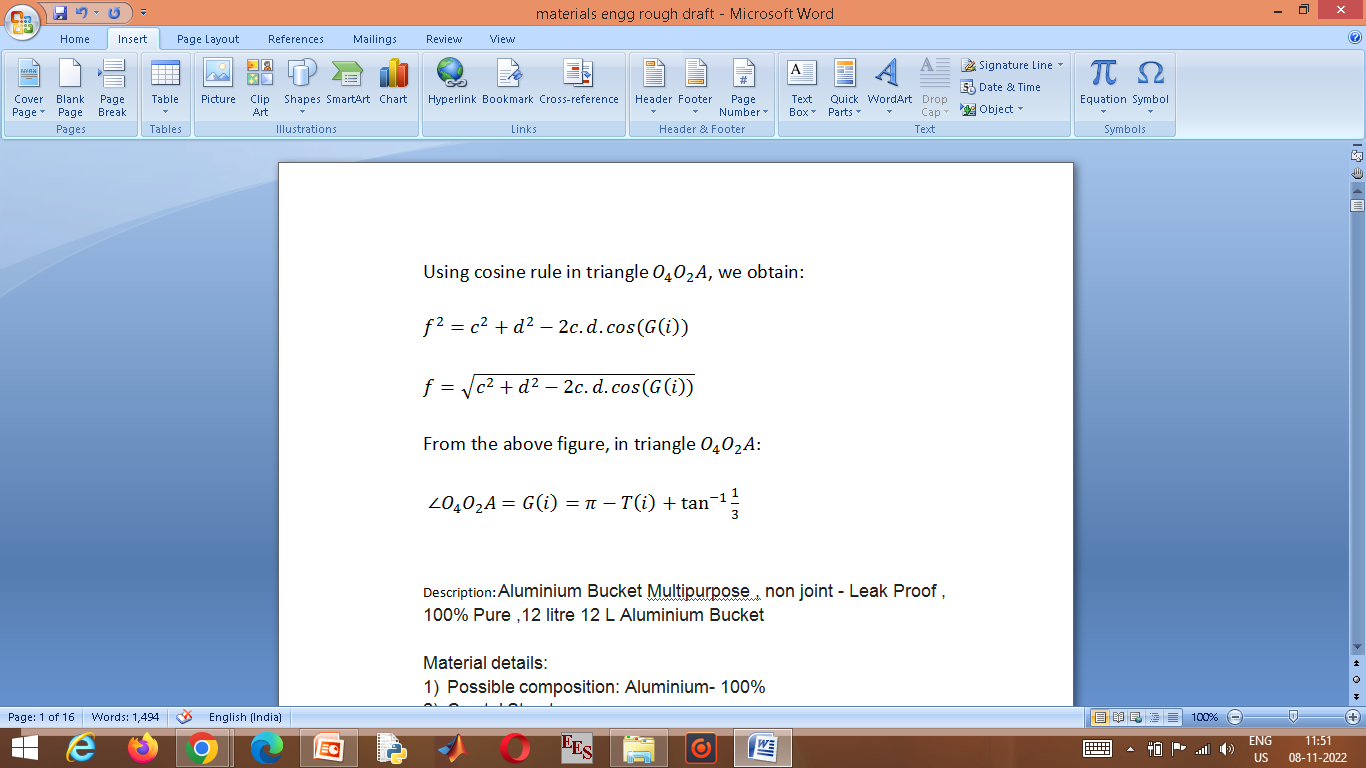 materials engg rough draft - Microsoft Word
Home Insert Page Layout References Mailings Review View
Cover Page Blank Page Page Break Table Picture Clip Art Shapes SmartArt Chart Hyperlink Bookmark Cross-reference Header Footer Page Number Text Box Quick Parts WordArt Drop Cap Signature Line Date & Time Object Equation Symbol
Pages Tables Illustrations Links Header & Footer Text Symbols
Using cosine rule in triangle O₄O₂A, we obtain:
f² = c² + d² − 2c.d.cos(G(i))
f = √(c² + d² − 2c.d.cos(G(i)))
From the above figure, in triangle O₄O₂A:
∠O₄O₂A = G(i) = π − T(i) + tan⁻¹ 1/3
Description: Aluminium Bucket Multipurpose , non joint - Leak Proof ,
100% Pure ,12 litre 12 L Aluminium Bucket
Material details:
1) Possible composition: Aluminium- 100%
Page: 1 of 16 Words: 1,494 English (India) 100%
EES ENG 11:51
US 08-11-2022